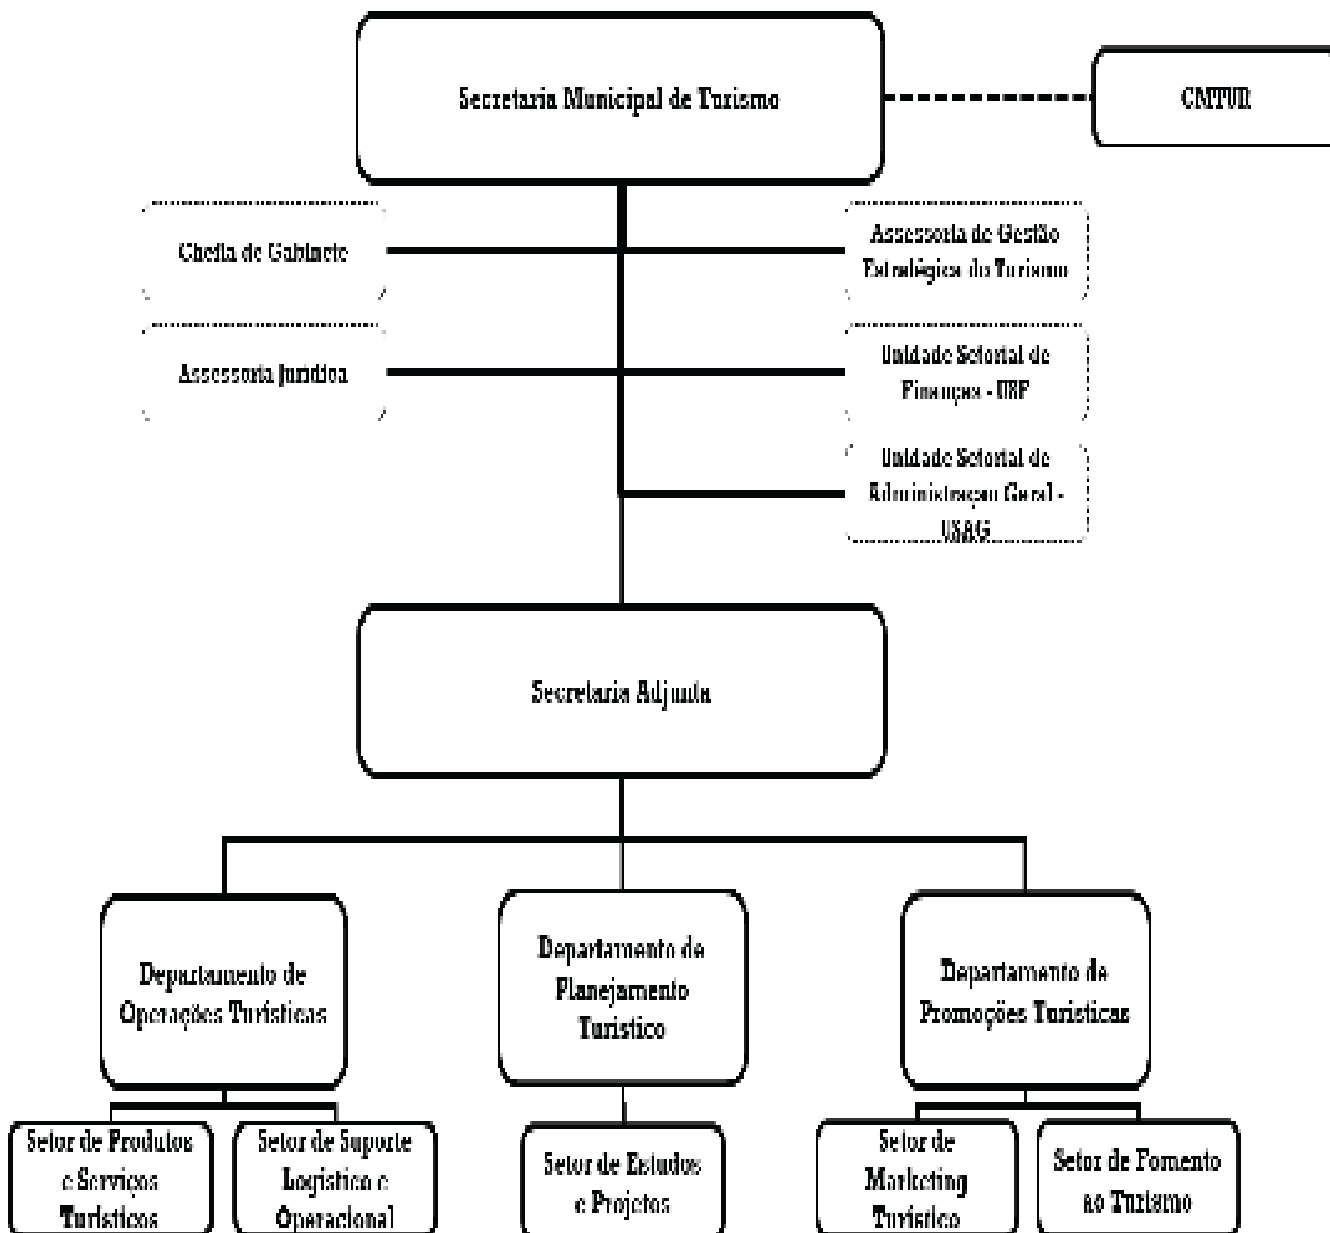 Secretaria Municipal de Turismo
CMTUR
Chefia de Gabinete
Assessoria de Gestão
Estratégica do Turismo
Assessoria Jurídica
Unidade Setorial de
Finanças - USF
Unidade Setorial de
Administração Geral -
USAG
Secretaria Adjunta
Departamento de
Operações Turísticas
Departamento de
Planejamento
Turístico
Departamento de
Promoções Turísticas
Setor de Produtos
e Serviços
Turísticos
Setor de Suporte
Logístico e
Operacional
Setor de Estudos
e Projetos
Setor de
Marketing
Turístico
Setor de Fomento
ao Turismo